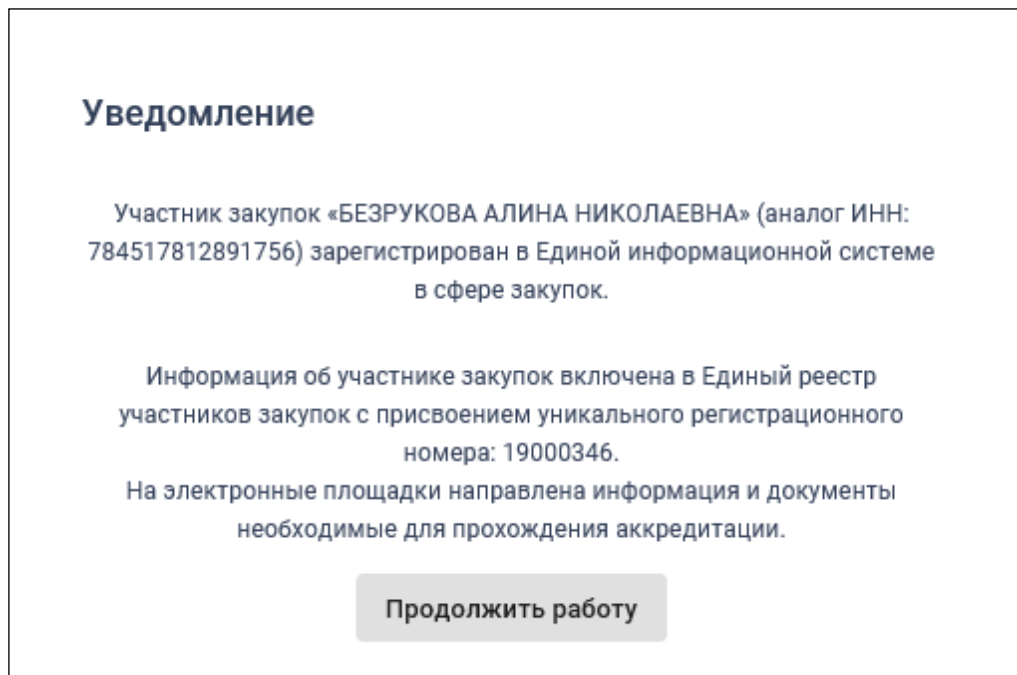 Уведомление
Участник закупок «БЕЗРУКОВА АЛИНА НИКОЛАЕВНА» (аналог ИНН:
784517812891756) зарегистрирован в Единой информационной системе
в сфере закупок.
Информация об участнике закупок включена в Единый реестр
участников закупок с присвоением уникального регистрационного
номера: 19000346.
На электронные площадки направлена информация и документы
необходимые для прохождения аккредитации.
Продолжить работу